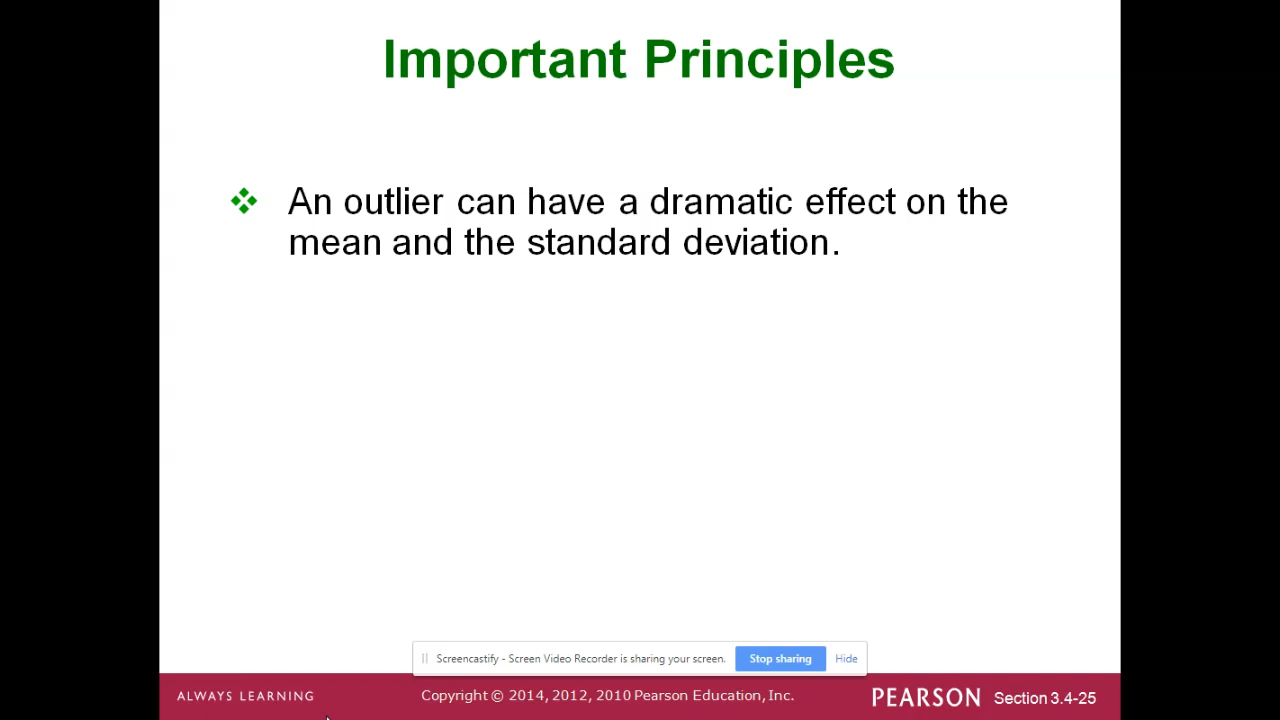 Important Principles
An outlier can have a dramatic effect on the
mean and the standard deviation.
Screencastify - Screen Video Recorder is sharing your screen. Stop sharing Hide
ALWAYS LEARNING Copyright © 2014, 2012, 2010 Pearson Education, Inc. PEARSON Section 3.4-25